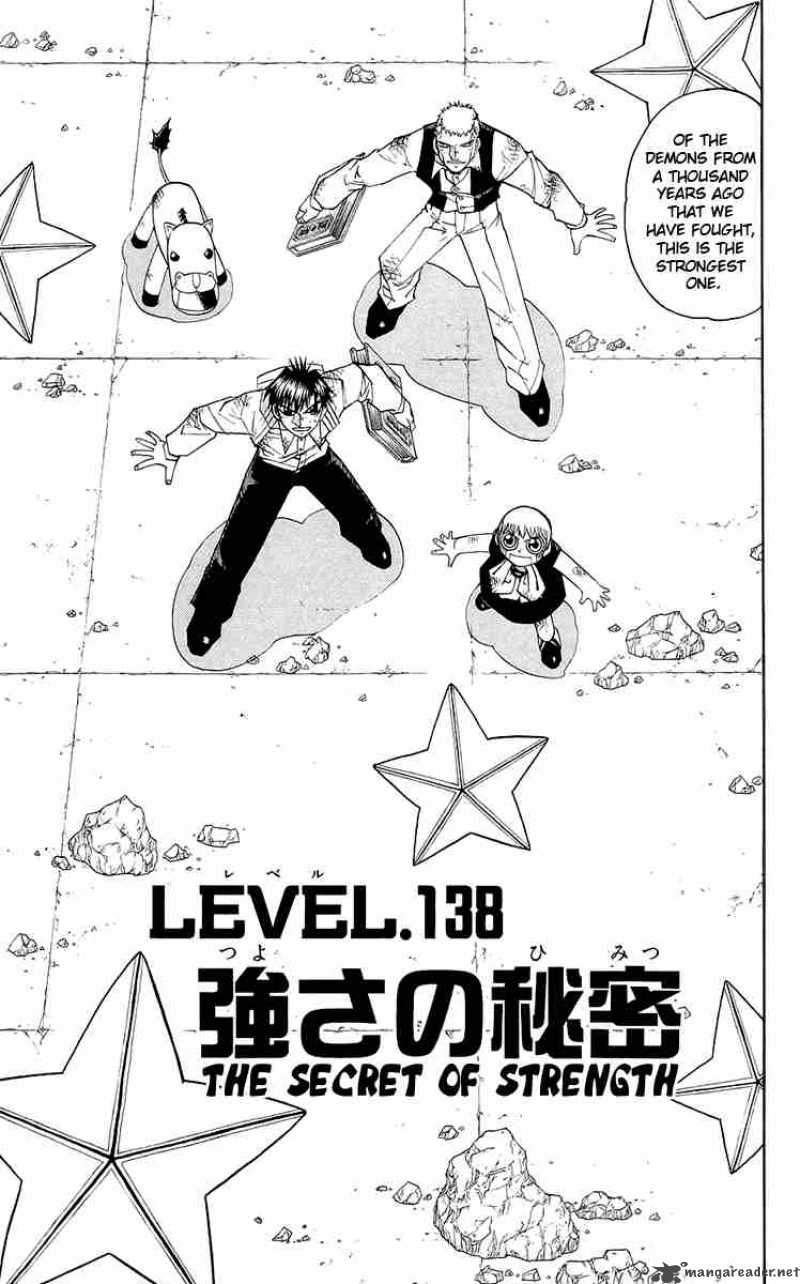 OF THE
DEMONS FROM
A THOUSAND
YEARS AGO
THAT WE
HAVE FOUGHT,
THIS IS THE
STRONGEST
ONE.
レベル
LEVEL.138
つよ ひみつ
強さの秘密
THE SECRET OF STRENGTH
mangareader.net